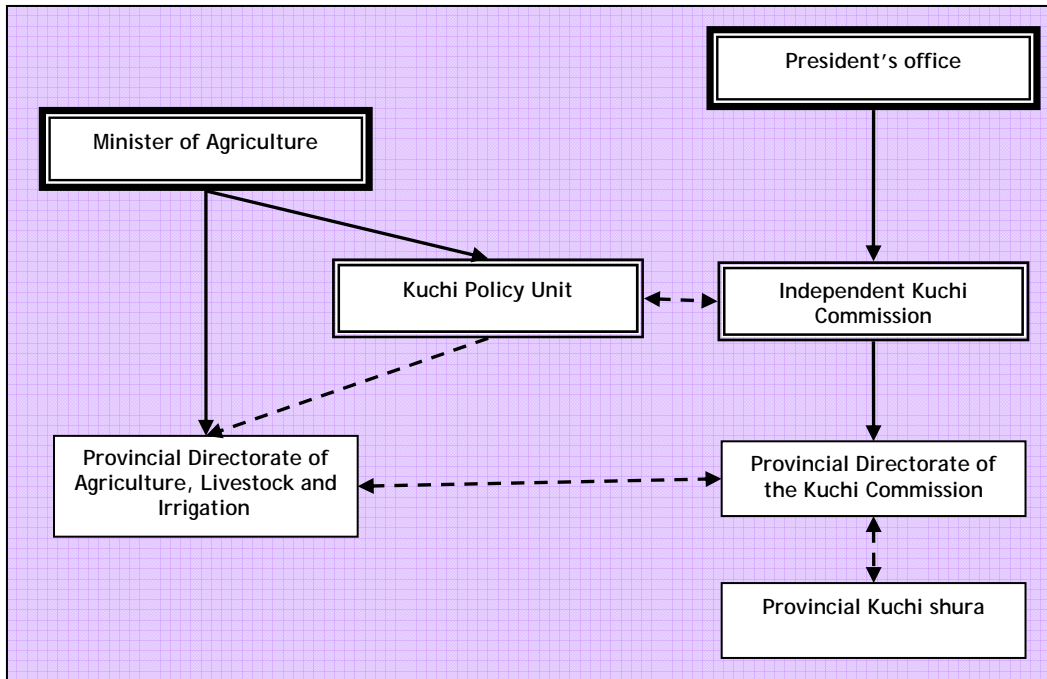 President's office
Minister of Agriculture
Kuchi Policy Unit
Independent Kuchi
Commission
Provincial Directorate of
Agriculture, Livestock and
Irrigation
Provincial Directorate of
the Kuchi Commission
Provincial Kuchi shura